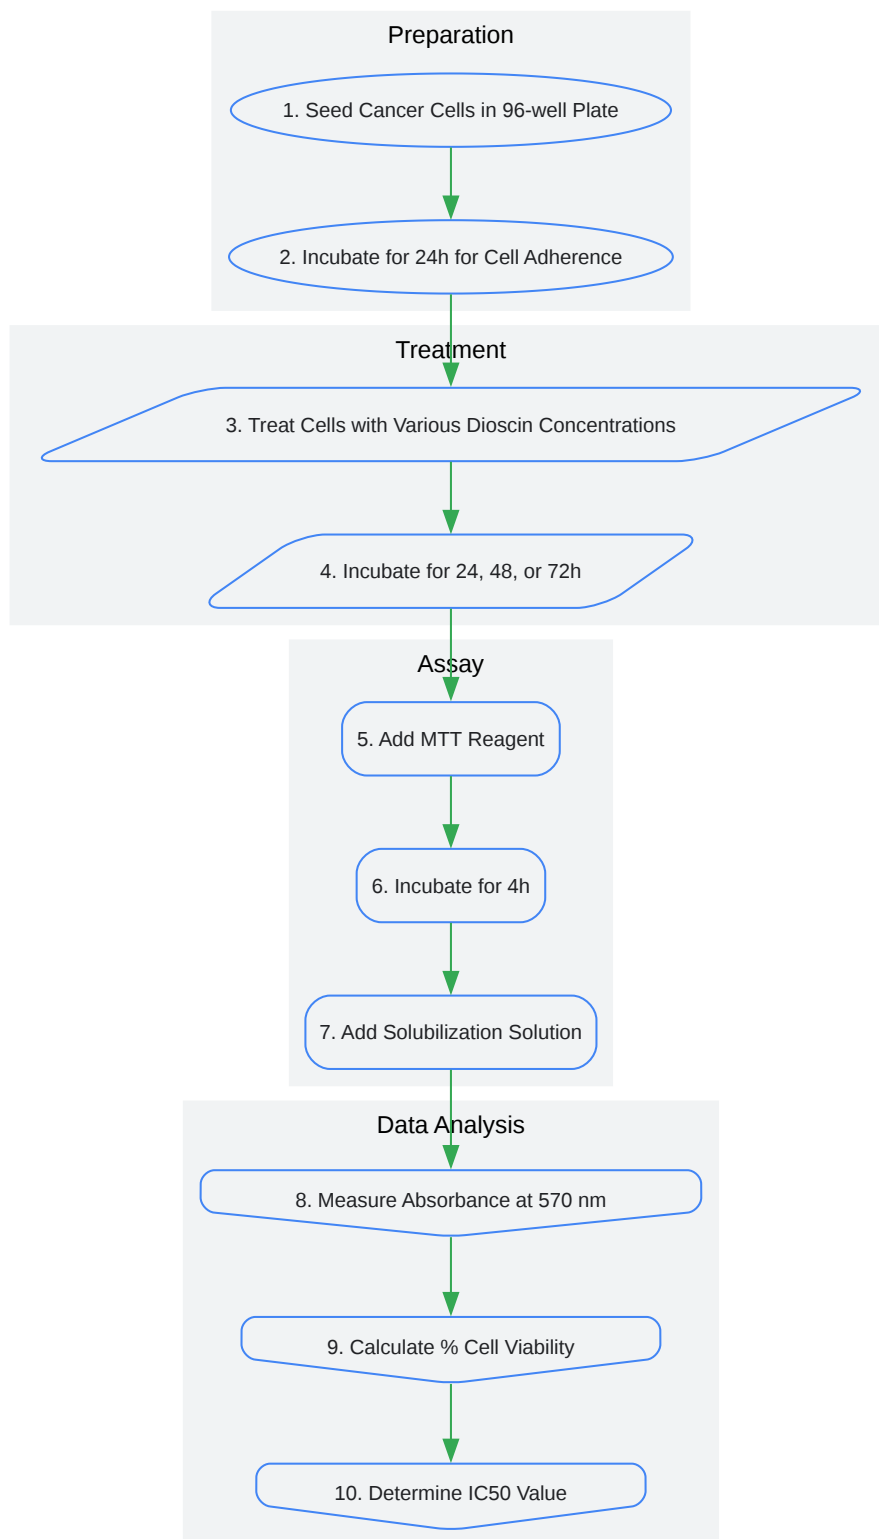 Preparation
1. Seed Cancer Cells in 96-well Plate
2. Incubate for 24h for Cell Adherence
Treatment
3. Treat Cells with Various Dioscin Concentrations
4. Incubate for 24, 48, or 72h
Assay
5. Add MTT Reagent
6. Incubate for 4h
7. Add Solubilization Solution
Data Analysis
8. Measure Absorbance at 570 nm
9. Calculate % Cell Viability
10. Determine IC50 Value